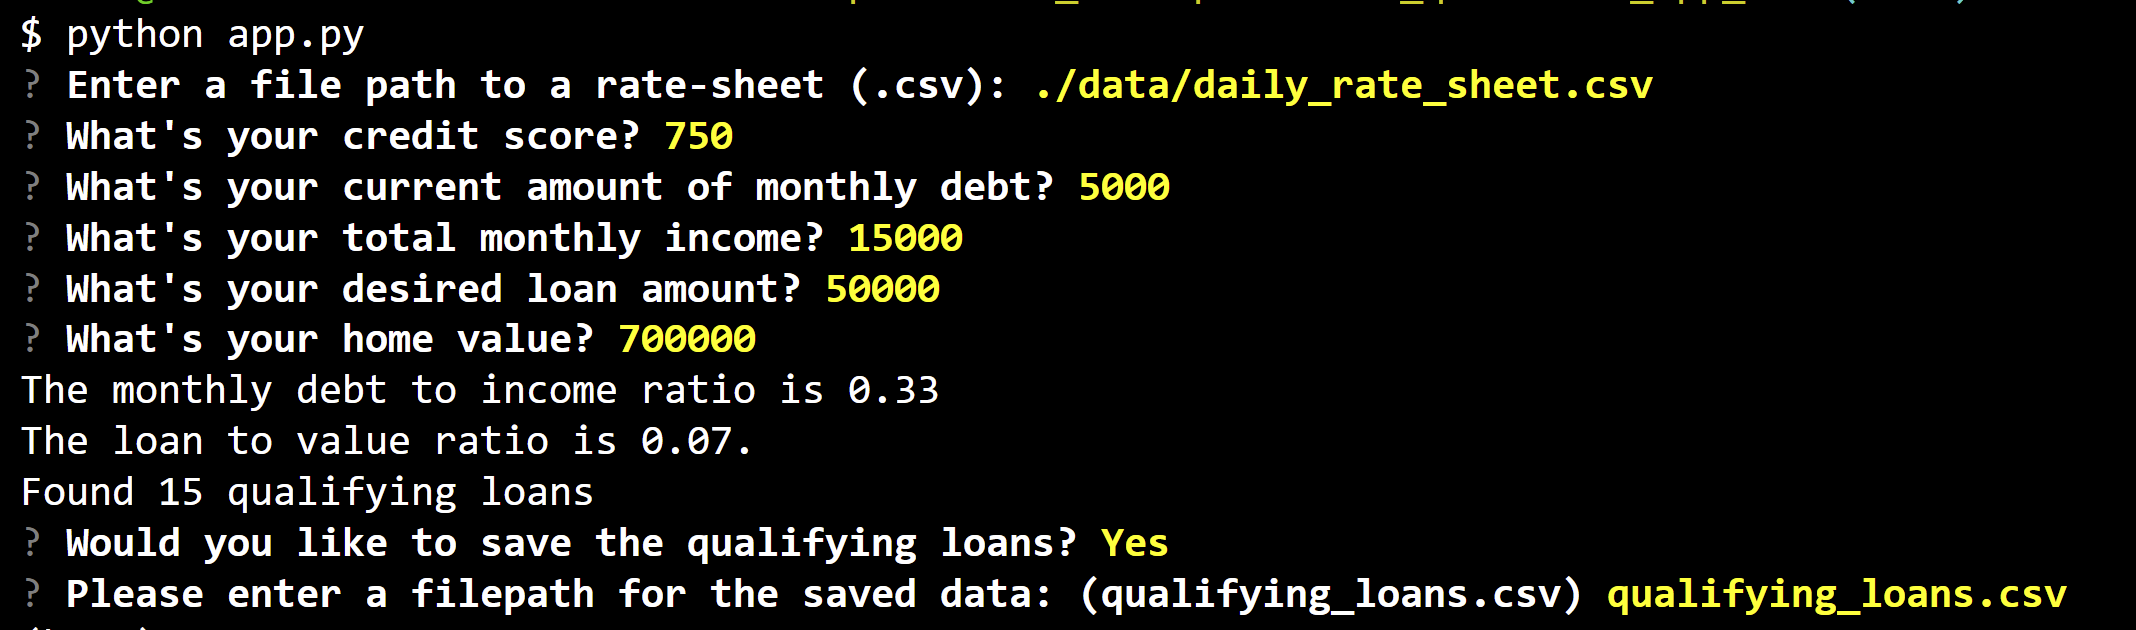 $ python app.py
? Enter a file path to a rate-sheet (.csv): ./data/daily_rate_sheet.csv
? What's your credit score? 750
? What's your current amount of monthly debt? 5000
? What's your total monthly income? 15000
? What's your desired loan amount? 50000
? What's your home value? 700000
The monthly debt to income ratio is 0.33
The loan to value ratio is 0.07.
Found 15 qualifying loans
? Would you like to save the qualifying loans? Yes
? Please enter a filepath for the saved data: (qualifying_loans.csv) qualifying_loans.csv